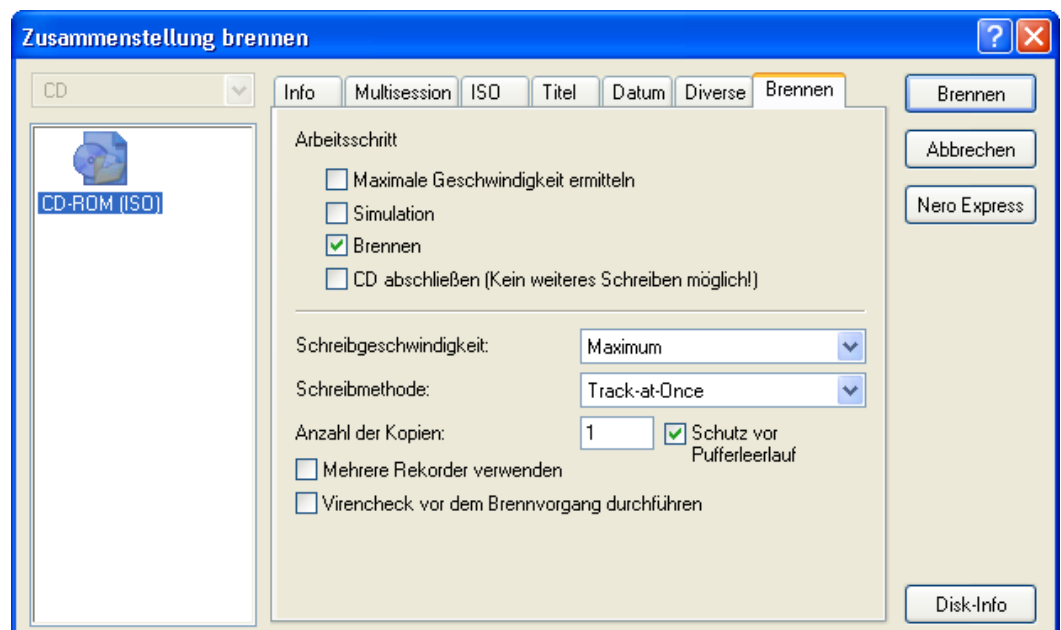 Zusammenstellung brennen
CD
CD-ROM (ISO)
Info Multisession ISO Titel Datum Diverse Brennen
Arbeitsschritt
Maximale Geschwindigkeit ermitteln
Simulation
Brennen
CD abschließen (Kein weiteres Schreiben möglich!)
Schreibgeschwindigkeit: Maximum
Schreibmethode: Track-at-Once
Anzahl der Kopien: 1 Schutz vor
Pufferleerlauf
Mehrere Rekorder verwenden
Virencheck vor dem Brennvorgang durchführen
Brennen
Abbrechen
Nero Express
Disk-Info